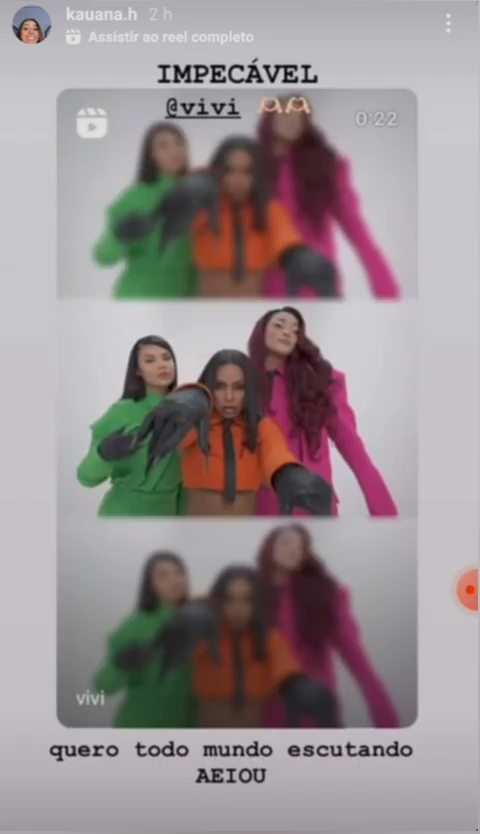 kauana.h 2 h
Assistir ao reel completo
IMPECÁVEL
@vivi
0:22
vivi
quero todo mundo escutando
AEIOU